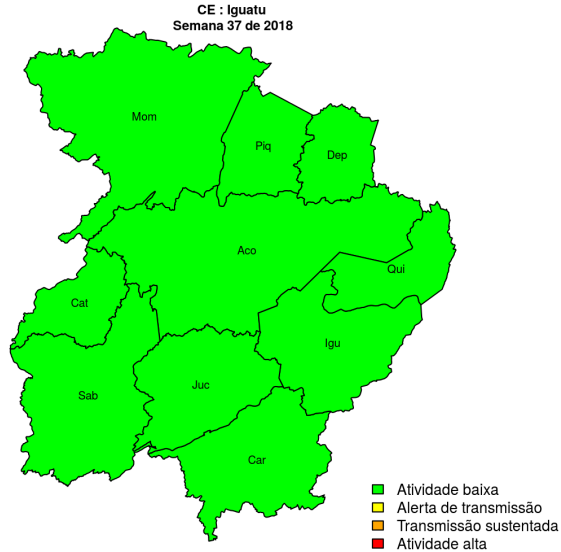 CE : Iguatu
Semana 37 de 2018
Mom
Piq
Dep
Aco
Qui
Cat
Igu
Juc
Sab
Car
Atividade baixa
Alerta de transmissão
Transmissão sustentada
Atividade alta